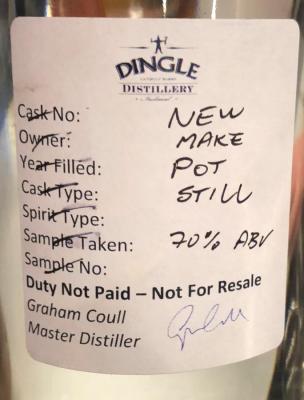 DINGLE
DISTILLERY
Cask No: NEW
Owner: MAKE
Year Filled: POT
Cask Type: STILL
Spirit Type:
Sample Taken: 70% ABV
Sample No:
Duty Not Paid – Not For Resale
Graham Coull
Master Distiller